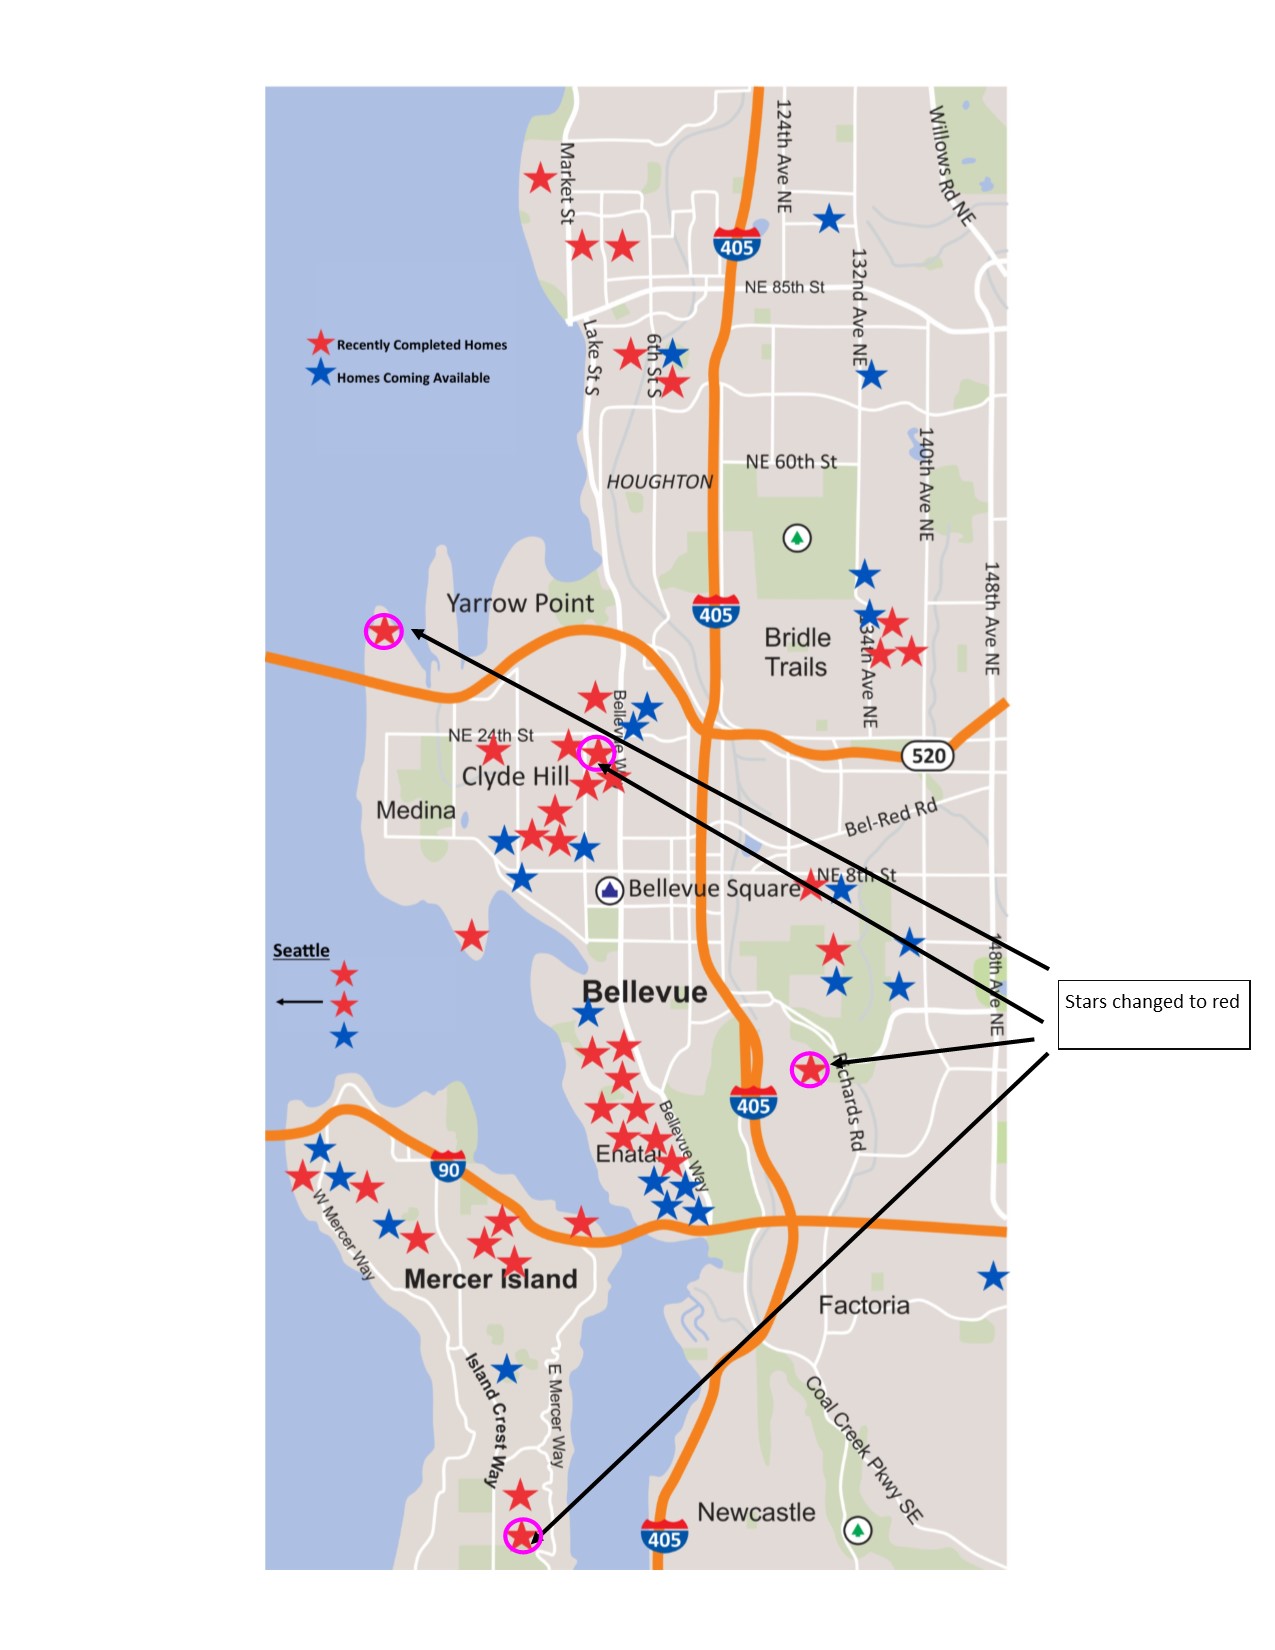 Market St
124th Ave NE
Willows Rd NE
405
132nd Ave NE
NE 85th St
Lake St S
6th St S
Recently Completed Homes
Homes Coming Available
140th Ave NE
NE 60th St
HOUGHTON
148th Ave NE
Yarrow Point
405
Bridle
Trails
134th Ave NE
NE 24th St
520
Clyde Hill
Medina
Bel-Red Rd
NE 8th St
Bellevue Square
Seattle
148th Ave NE
Bellevue
Stars changed to red
Richards Rd
405
Bellevue Way
90
W Mercer Way
Mercer Island
Factoria
Island Crest Way
E Mercer Way
Coal Creek Pkwy SE
Newcastle
405